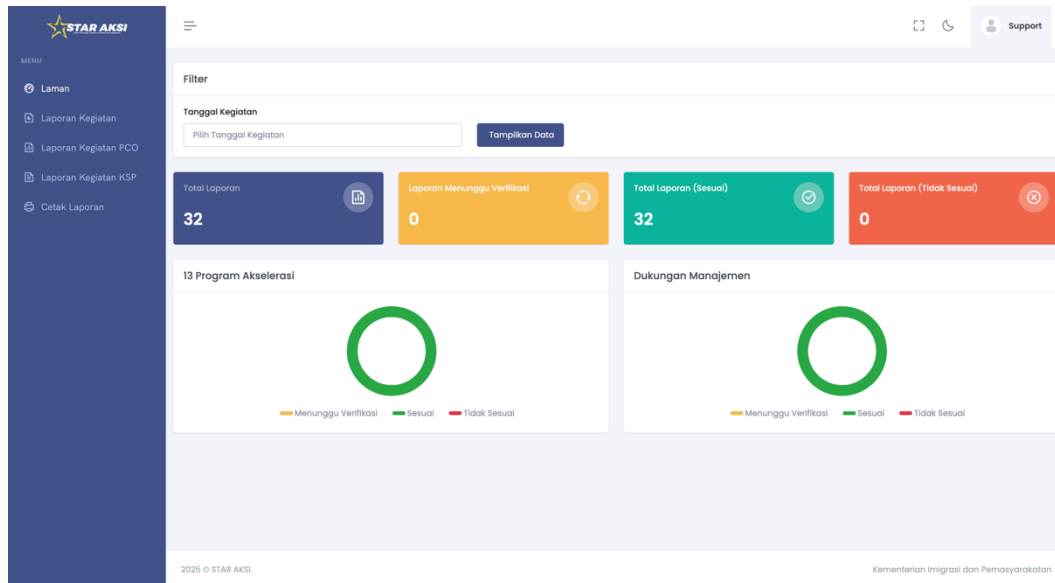 STAR AKSI
Support
MENU
Laman
Laporan Kegiatan
Laporan Kegiatan PCO
Laporan Kegiatan KSP
Cetak Laporan
Filter
Tanggal Kegiatan
Pilih Tanggal Kegiatan
Tampilkan Data
Total Laporan
32
Laporan Menunggu Verifikasi
0
Total Laporan (Sesuai)
32
Total Laporan (Tidak Sesuai)
0
13 Program Akselerasi
Menunggu Verifikasi Sesuai Tidak Sesuai
Dukungan Manajemen
Menunggu Verifikasi Sesuai Tidak Sesuai
2025 © STAR AKSI.
Kementerian Imigrasi dan Pemasyarakatan